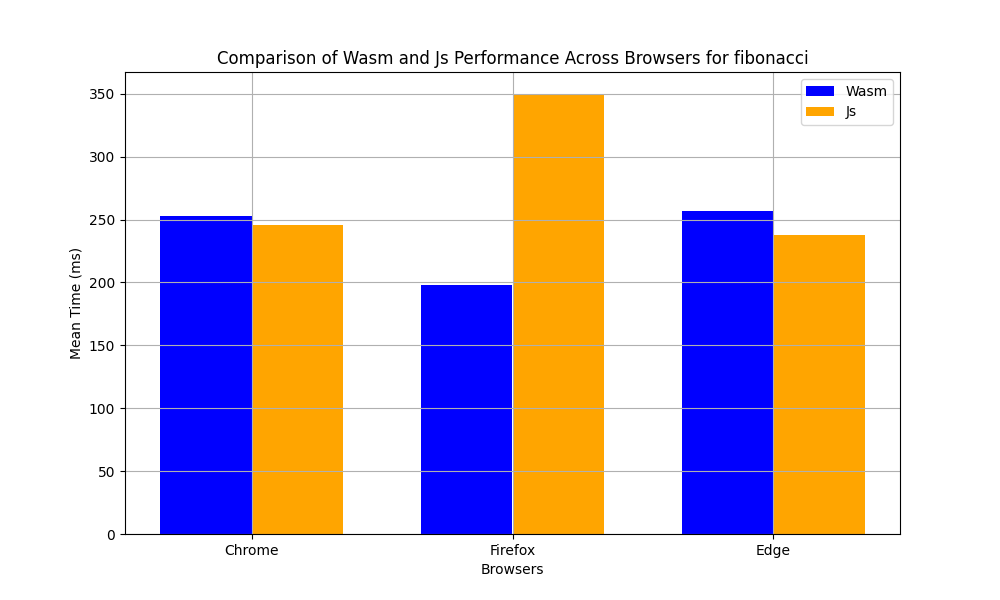 Comparison of Wasm and Js Performance Across Browsers for fibonacci
Wasm
Js
Mean Time (ms)
350
300
250
200
150
100
50
0
Chrome
Firefox
Edge
Browsers